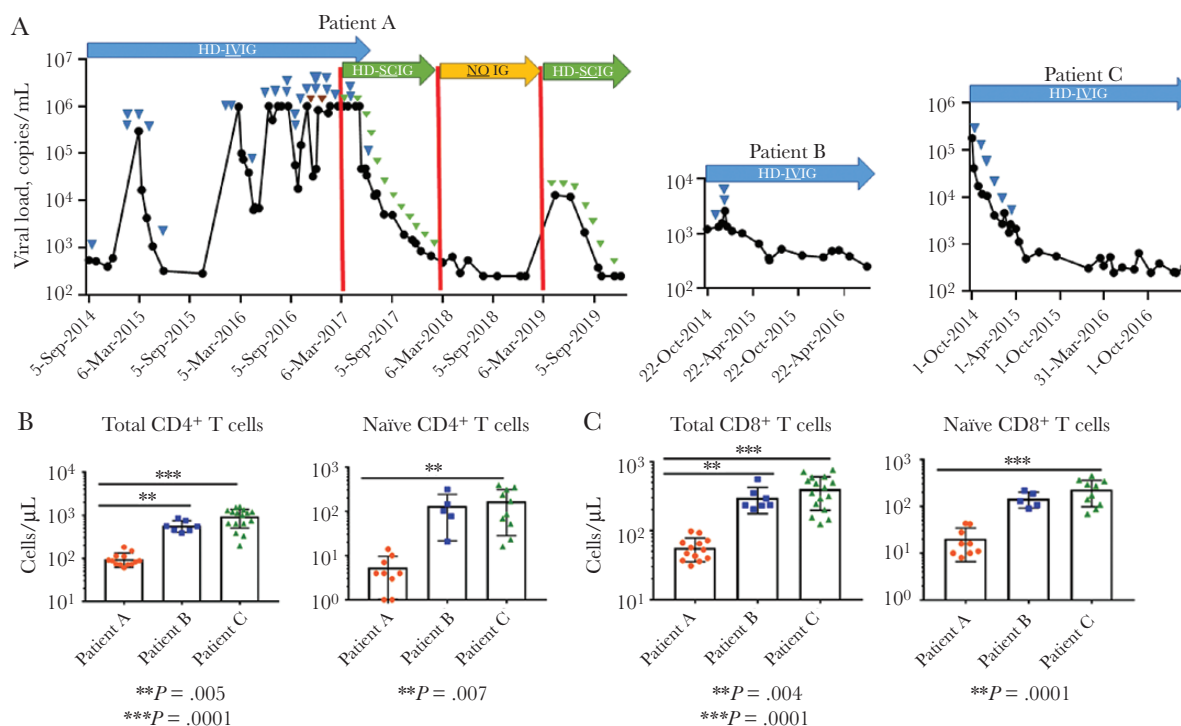 A
Patient A
HD-IVIG
HD-SCIG
NO IG
HD-SCIG
Viral load, copies/mL
10⁷
10⁶
10⁵
10⁴
10³
10²
5-Sep-2014
6-Mar-2015
5-Sep-2015
5-Mar-2016
5-Sep-2016
6-Mar-2017
5-Sep-2017
6-Mar-2018
5-Sep-2018
6-Mar-2019
5-Sep-2019
Patient B
HD-IVIG
10⁴
10³
10²
22-Oct-2014
22-Apr-2015
22-Oct-2015
22-Apr-2016
Patient C
HD-IVIG
10⁶
10⁵
10⁴
10³
10²
1-Oct-2014
1-Apr-2015
1-Oct-2015
31-Mar-2016
1-Oct-2016
B
Total CD4⁺ T cells
***
**
Cells/µL
10⁴
10³
10²
10¹
Patient A
Patient B
Patient C
**P = .005
***P = .0001
Naïve CD4⁺ T cells
**
10³
10²
10¹
10⁰
Patient A
Patient B
Patient C
**P = .007
C
Total CD8⁺ T cells
***
**
Cells/µL
10³
10²
10¹
Patient A
Patient B
Patient C
**P = .004
***P = .0001
Naïve CD8⁺ T cells
***
10³
10²
10¹
10⁰
Patient A
Patient B
Patient C
**P = .0001